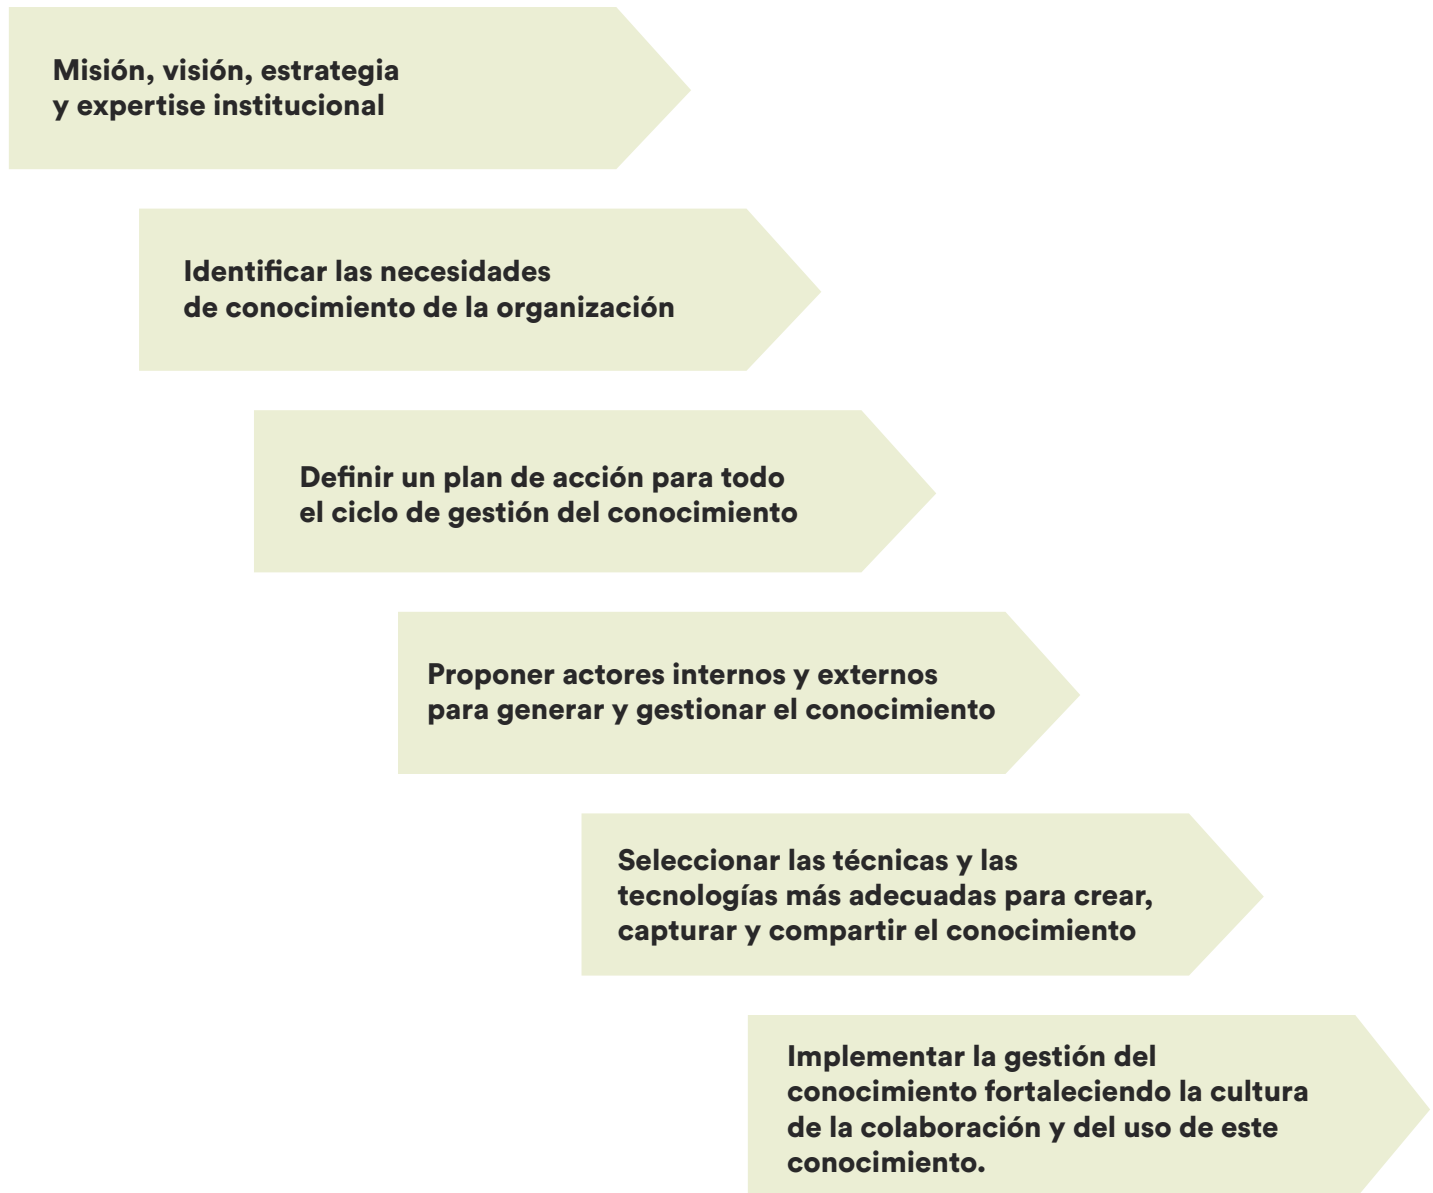 Misión, visión, estrategia
y expertise institucional
Identificar las necesidades
de conocimiento de la organización
Definir un plan de acción para todo
el ciclo de gestión del conocimiento
Proponer actores internos y externos
para generar y gestionar el conocimiento
Seleccionar las técnicas y las
tecnologías más adecuadas para crear,
capturar y compartir el conocimiento
Implementar la gestión del
conocimiento fortaleciendo la cultura
de la colaboración y del uso de este
conocimiento.